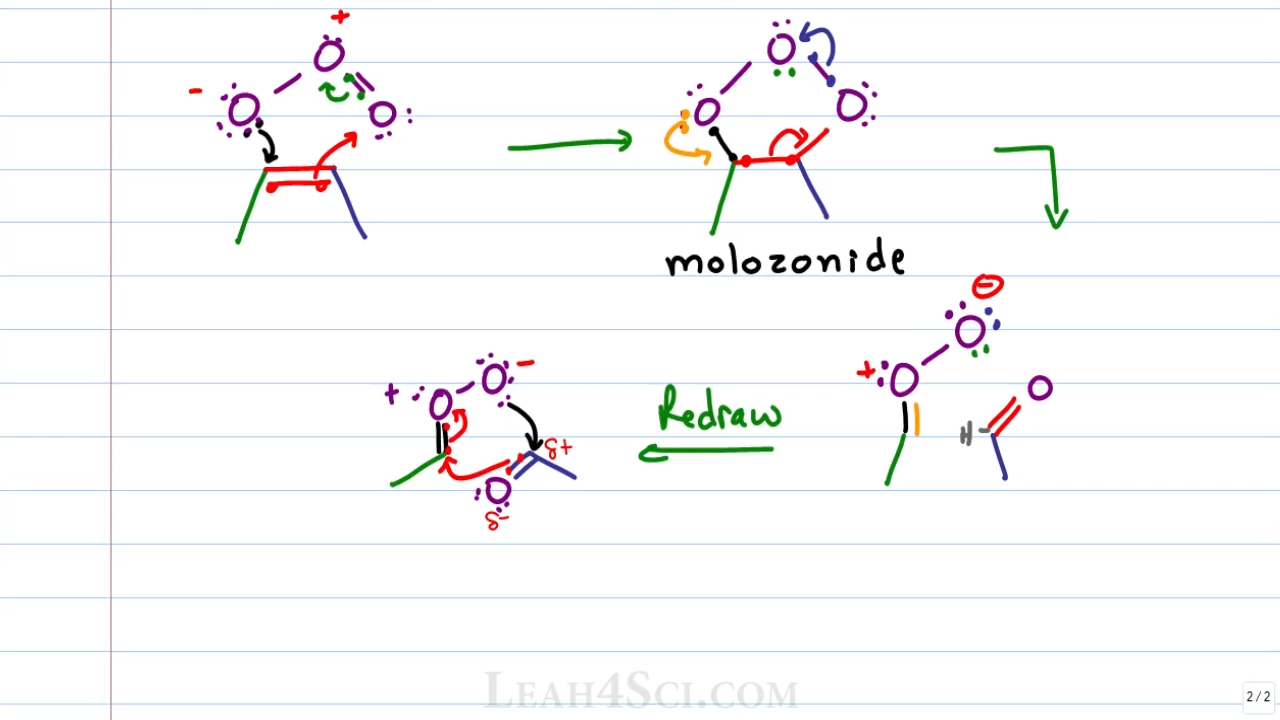 +
O
- O O
O
O O
molozonide
⊖
O
+ O O
H
Redraw
+ O O -
δ+
O
δ-
LEAH4SCI.COM
2/2